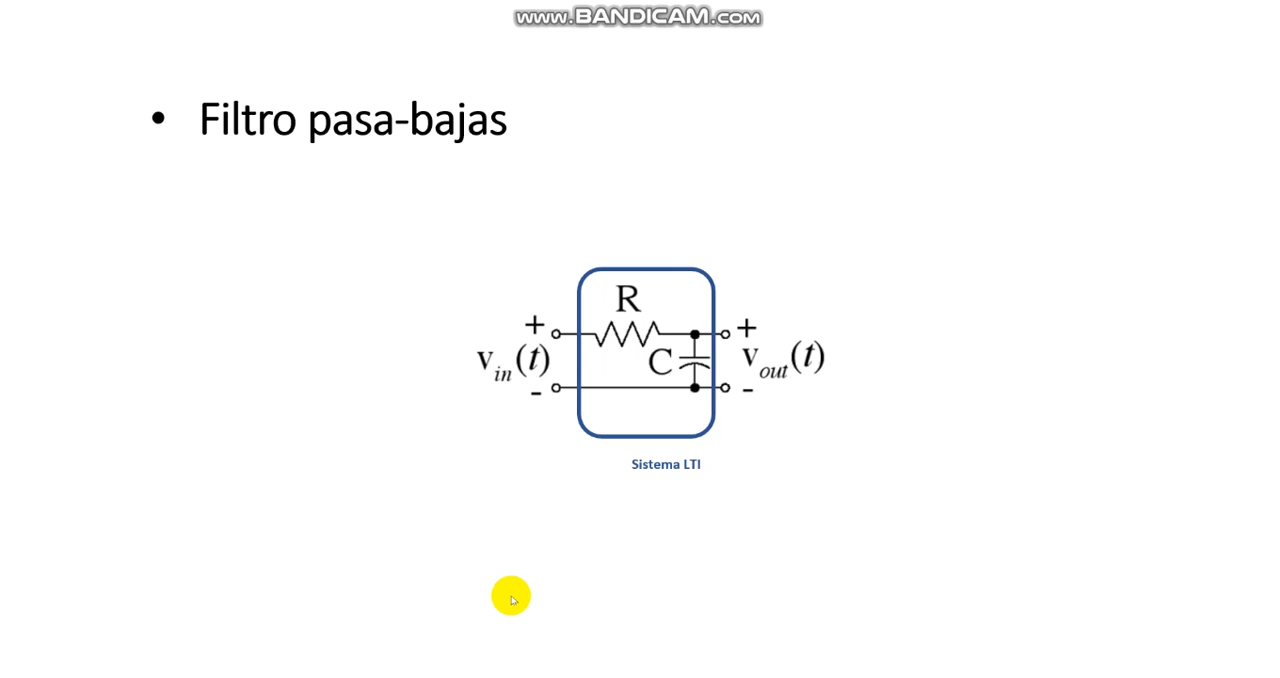 www.BANDICAM.com
• Filtro pasa-bajas
R
+ +
v_in(t) C v_out(t)
- -
Sistema LTI